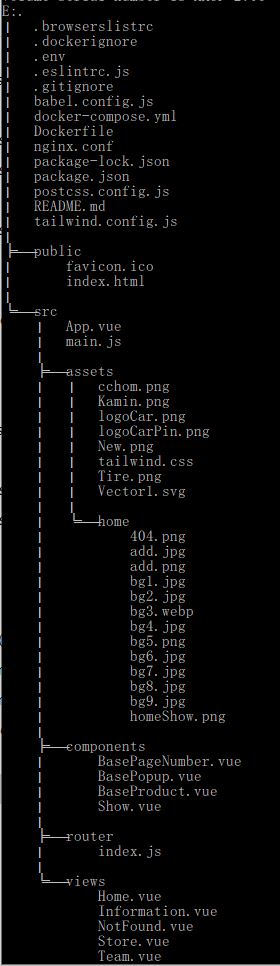 E:.
.browserslistrc
.dockerignore
.env
.eslintrc.js
.gitignore
babel.config.js
docker-compose.yml
Dockerfile
nginx.conf
package-lock.json
package.json
postcss.config.js
README.md
tailwind.config.js
public
favicon.ico
index.html
src
App.vue
main.js
assets
cchom.png
Kamin.png
logoCar.png
logoCarPin.png
New.png
tailwind.css
Tire.png
Vector1.svg
home
404.png
add.jpg
add.png
bg1.jpg
bg2.jpg
bg3.webp
bg4.jpg
bg5.png
bg6.jpg
bg7.jpg
bg8.jpg
bg9.jpg
homeShow.png
components
BasePageNumber.vue
BasePopup.vue
BaseProduct.vue
Show.vue
router
index.js
views
Home.vue
Information.vue
NotFound.vue
Store.vue
Team.vue